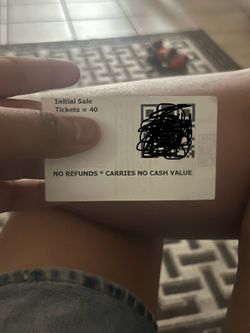 Initial Sale
Tickets = 40
NO REFUNDS * CARRIES NO CASH VALUE